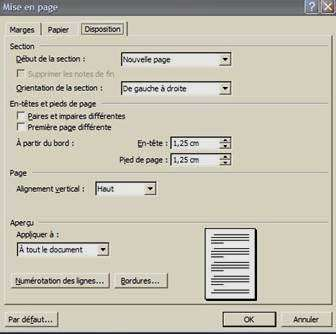 Mise en page
Marges Papier Disposition
Section
Début de la section : Nouvelle page
Supprimer les notes de fin
Orientation de la section : De gauche à droite
En-têtes et pieds de page
Paires et impaires différentes
Première page différente
À partir du bord : En-tête : 1,25 cm
Pied de page : 1,25 cm
Page
Alignement vertical : Haut
Aperçu
Appliquer à :
À tout le document
Numérotation des lignes... Bordures...
Par défaut... OK Annuler